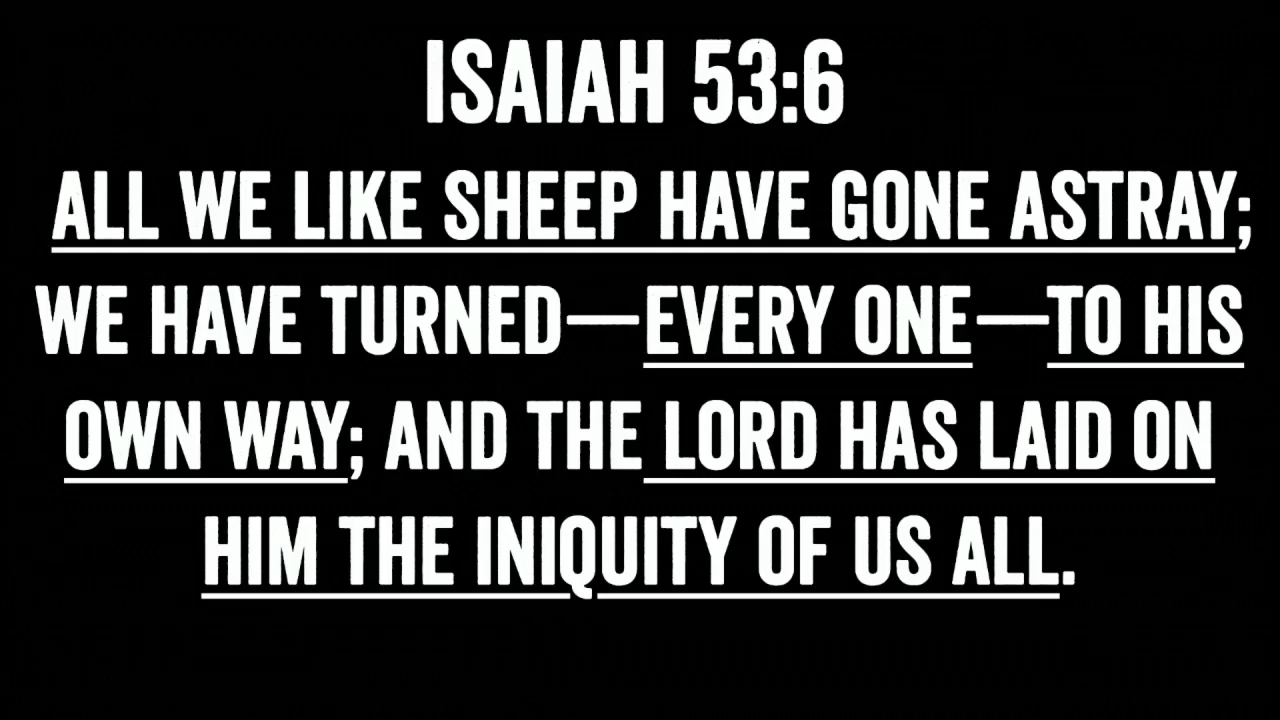 ISAIAH 53:6
ALL WE LIKE SHEEP HAVE GONE ASTRAY;
WE HAVE TURNED—EVERY ONE—TO HIS
OWN WAY; AND THE LORD HAS LAID ON
HIM THE INIQUITY OF US ALL.